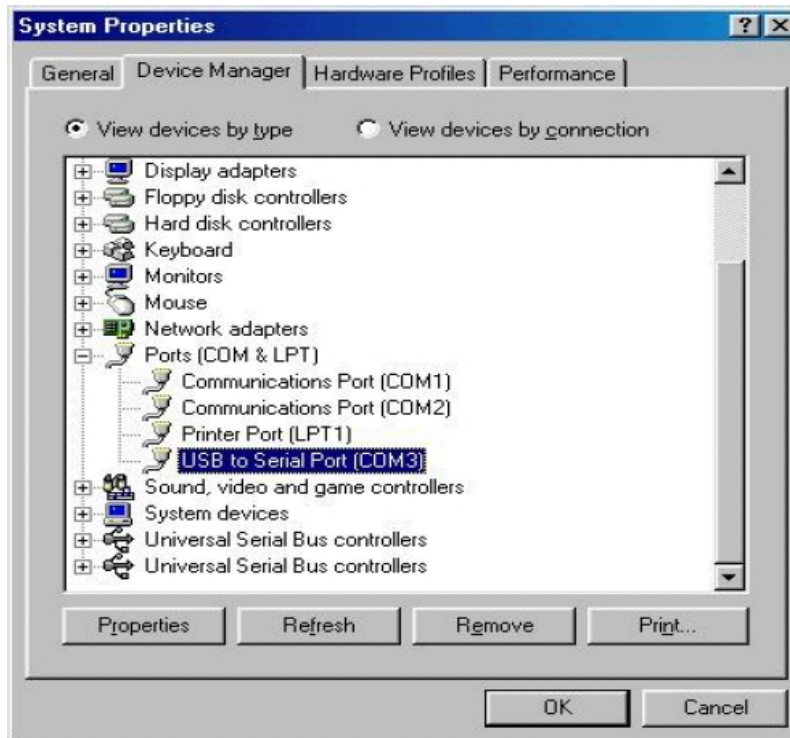 System Properties
General Device Manager Hardware Profiles Performance
View devices by type View devices by connection
Display adapters
Floppy disk controllers
Hard disk controllers
Keyboard
Monitors
Mouse
Network adapters
Ports (COM & LPT)
Communications Port (COM1)
Communications Port (COM2)
Printer Port (LPT1)
USB to Serial Port (COM3)
Sound, video and game controllers
System devices
Universal Serial Bus controllers
Universal Serial Bus controllers
Properties Refresh Remove Print...
OK Cancel